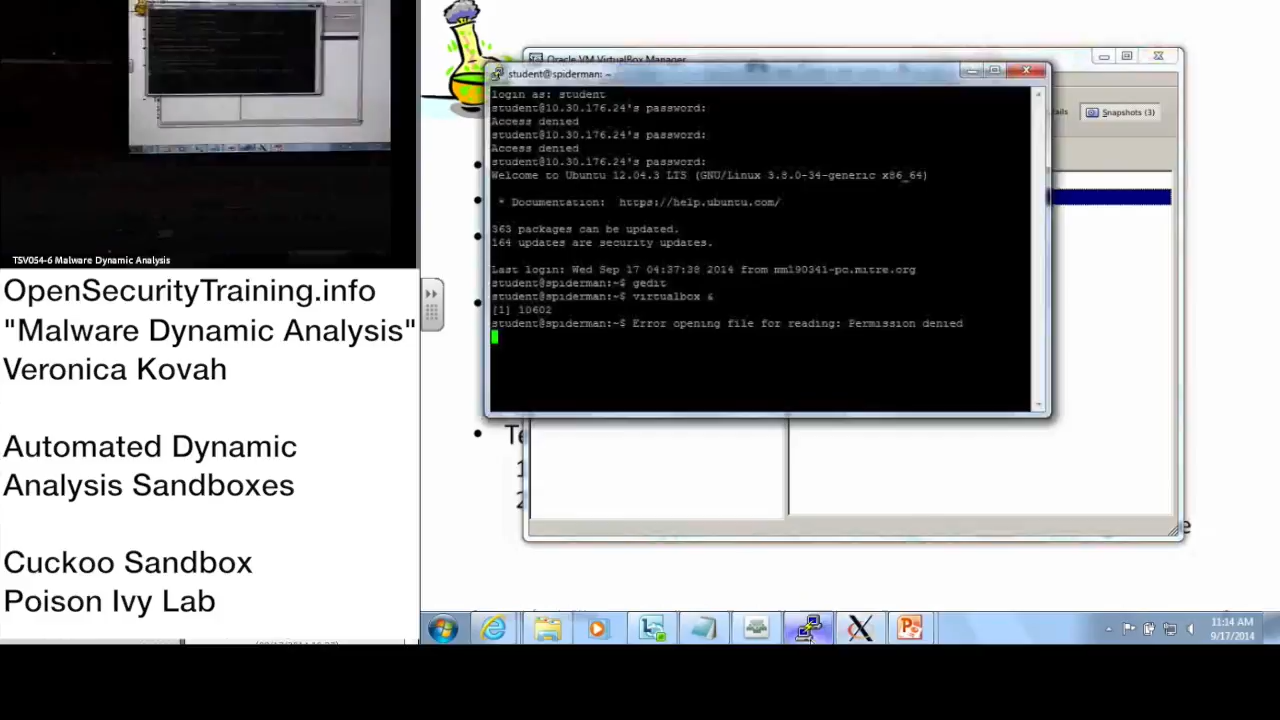 TSV054-6 Malware Dynamic Analysis
OpenSecurityTraining.info
"Malware Dynamic Analysis"
Veronica Kovah
Automated Dynamic
Analysis Sandboxes
Cuckoo Sandbox
Poison Ivy Lab
Oracle VM VirtualBox Manager
student@spiderman: ~
Snapshots (3)
login as: student
student@10.30.176.24's password:
Access denied
student@10.30.176.24's password:
Access denied
student@10.30.176.24's password:
Welcome to Ubuntu 12.04.3 LTS (GNU/Linux 3.8.0-34-generic x86_64)
* Documentation: https://help.ubuntu.com/
363 packages can be updated.
164 updates are security updates.
Last login: Wed Sep 17 04:37:38 2014 from mm190341-pc.mitre.org
student@spiderman:~$ gedit
student@spiderman:~$ virtualbox &
[1] 10602
student@spiderman:~$ Error opening file for reading: Permission denied
11:14 AM
9/17/2014